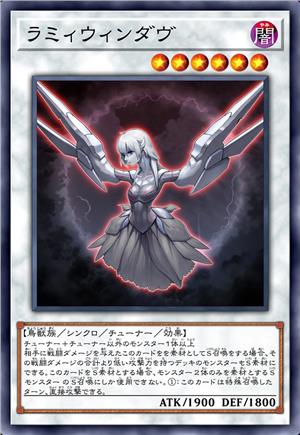 ラミィウィンダヴ
闇
【鳥獣族／シンクロ／チューナー／効果】
チューナー＋チューナー以外のモンスター1体以上
相手に戦闘ダメージを与えたこのカードをを素材としてS召喚をする場合、そ
の戦闘ダメージの合計より低い攻撃力を持つデッキのモンスターもS素材に
できる。このカードをS素材とする場合、モンスター2体のみを素材とするS
モンスター のS召喚にしか使用できない。①：このカードは特殊召喚した
ターン、直接攻撃できる。
ATK/1900 DEF/1800